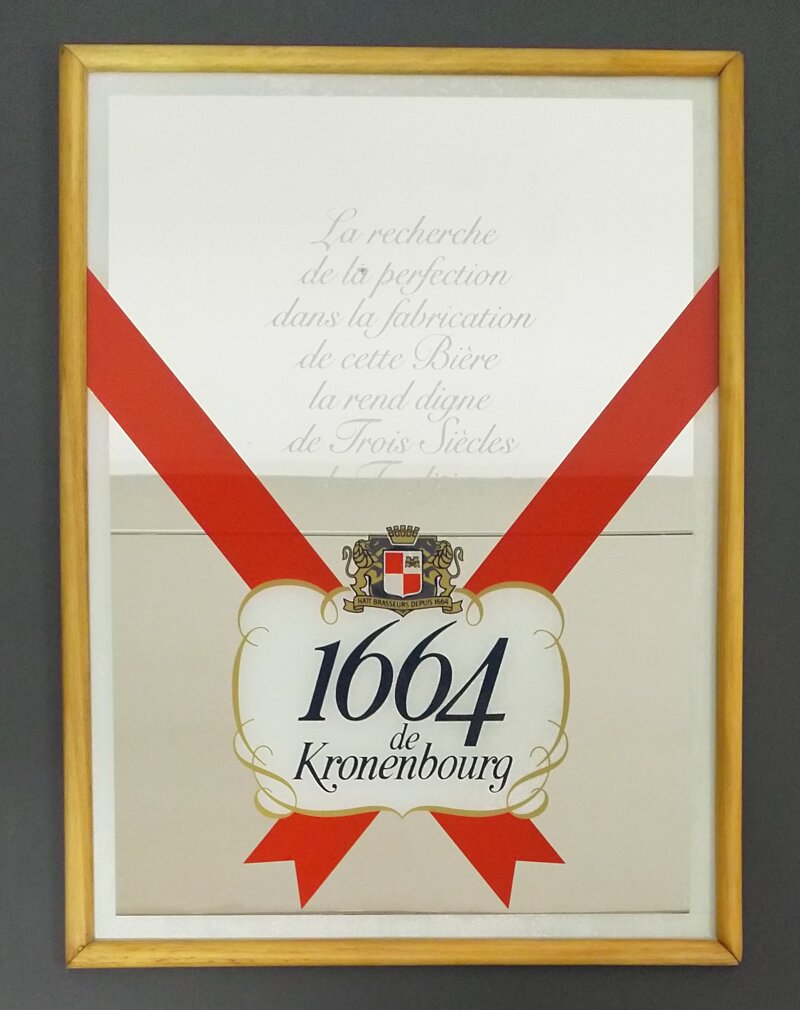 La recherche
de la perfection
dans la fabrication
de cette Bière
la rend digne
de Trois Siècles
HATT BRASSEURS DEPUIS 1664
1664
de
Kronenbourg